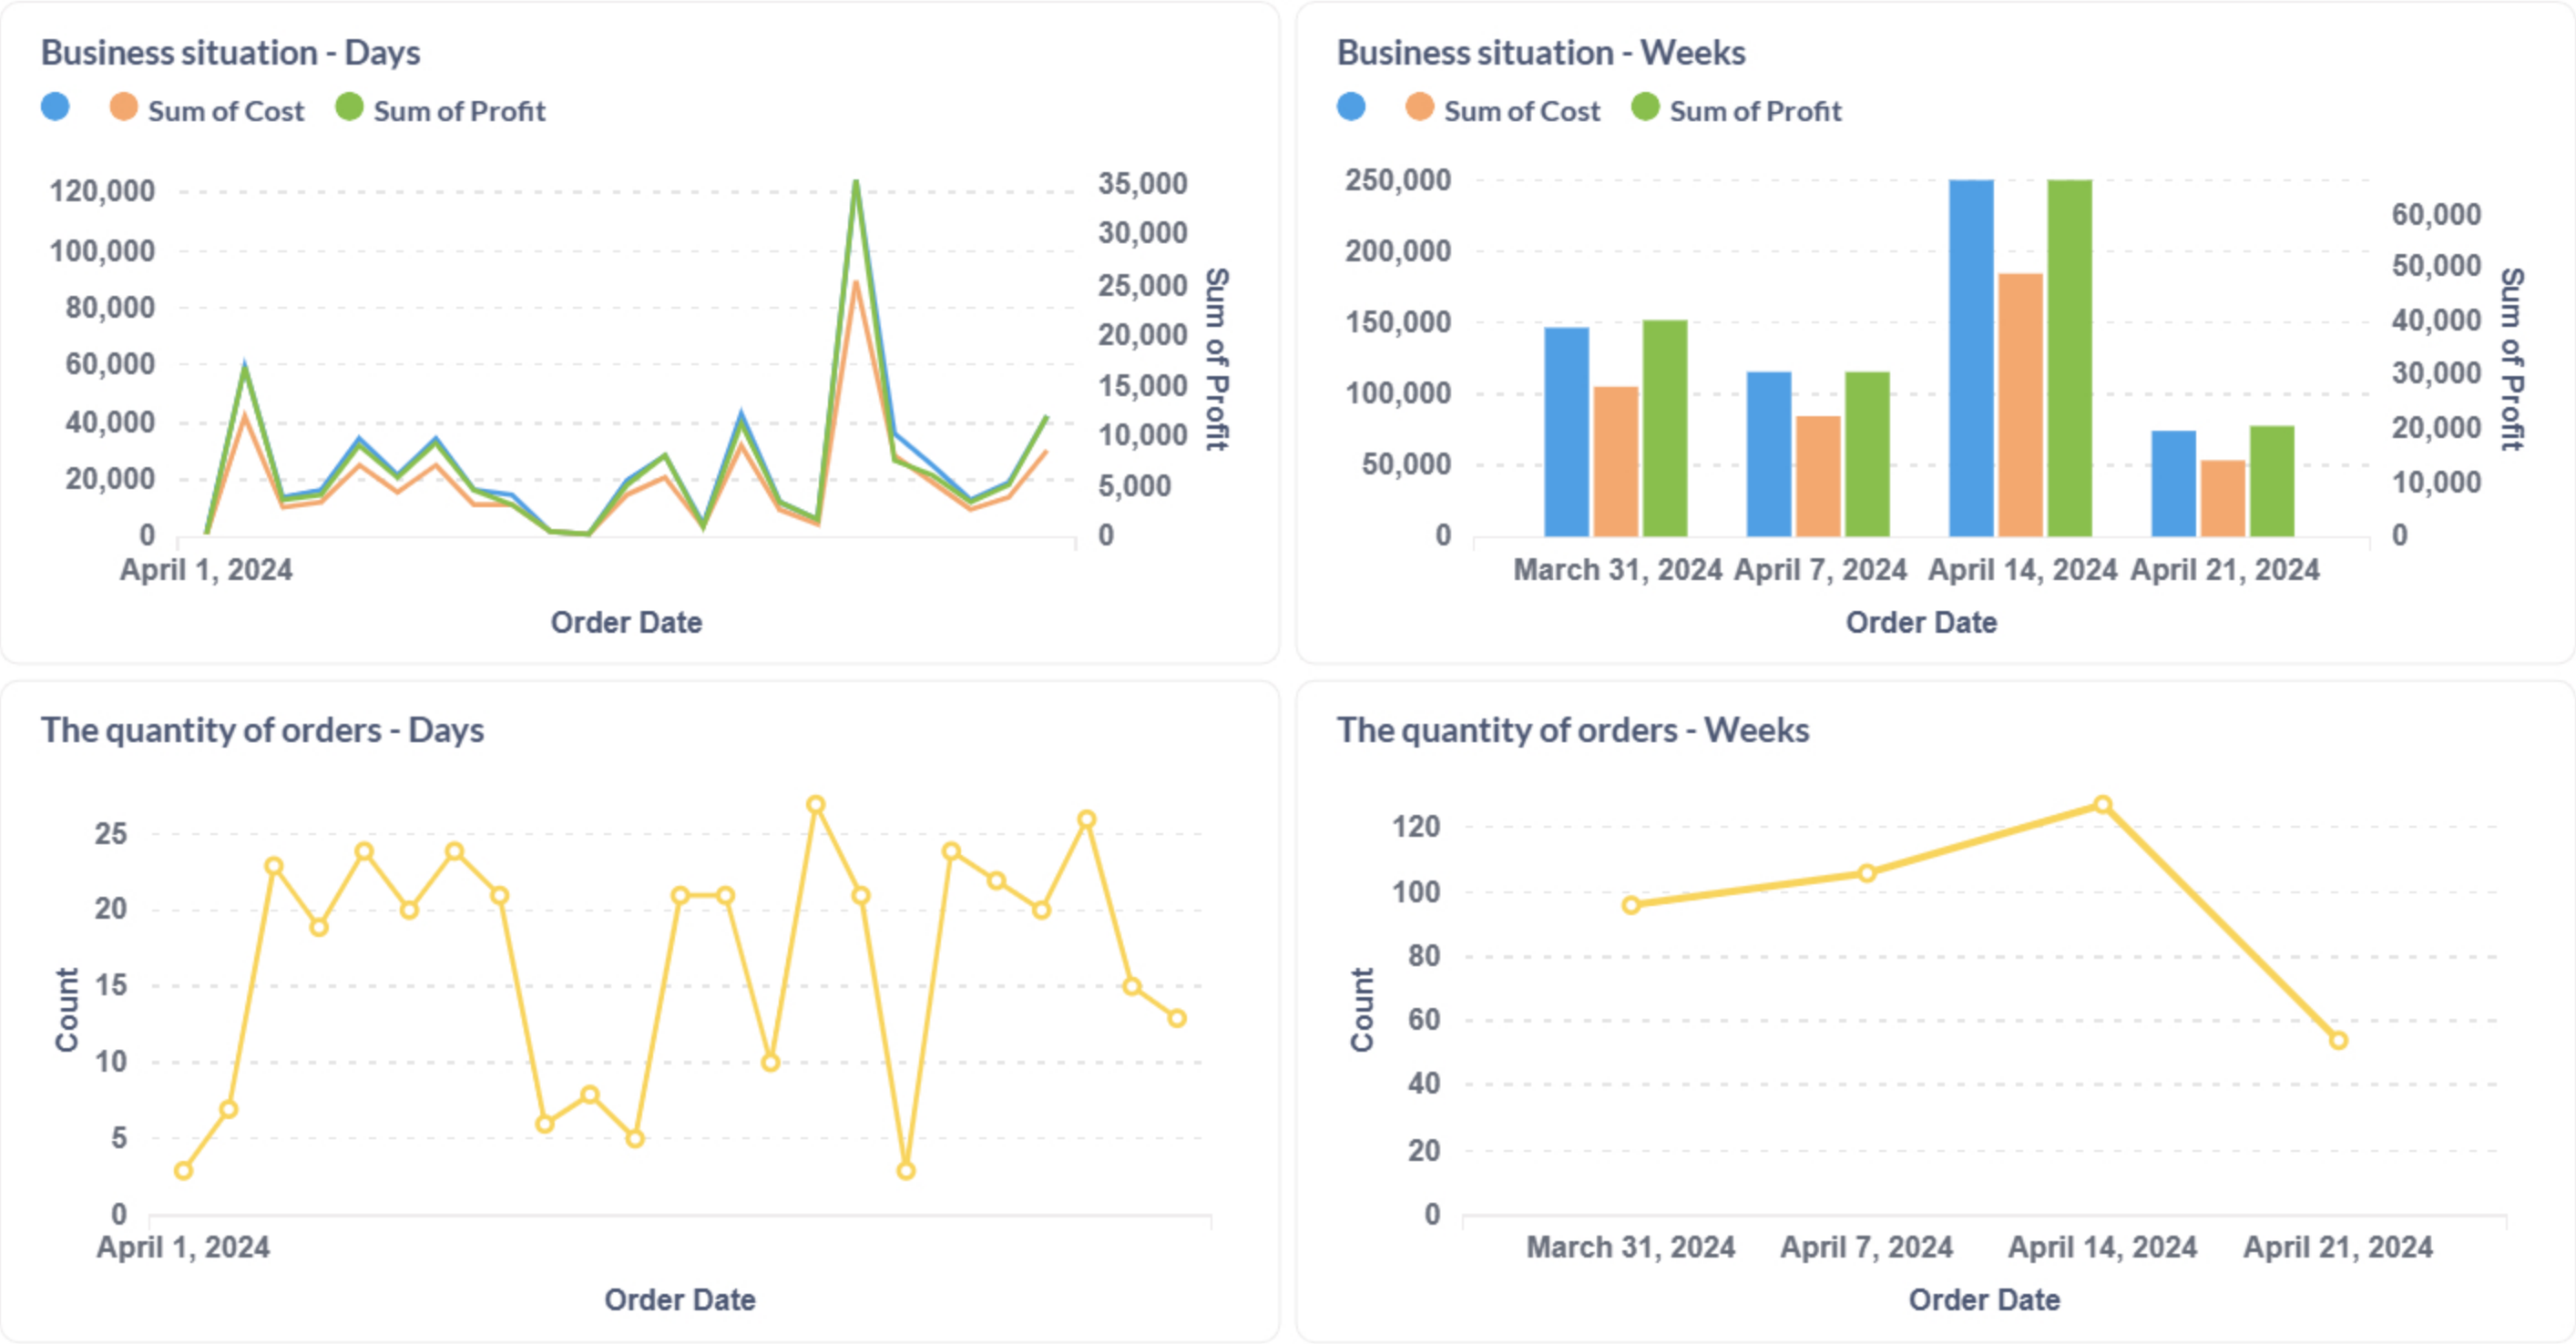 Business situation - Days
Sum of Cost Sum of Profit
120,000
100,000
80,000
60,000
40,000
20,000
0
35,000
30,000
25,000
20,000
15,000
10,000
5,000
0
Sum of Profit
April 1, 2024
Order Date
Business situation - Weeks
Sum of Cost Sum of Profit
250,000
200,000
150,000
100,000
50,000
0
60,000
50,000
40,000
30,000
20,000
10,000
0
Sum of Profit
March 31, 2024 April 7, 2024 April 14, 2024 April 21, 2024
Order Date
The quantity of orders - Days
25
20
15
10
5
0
Count
April 1, 2024
Order Date
The quantity of orders - Weeks
120
100
80
60
40
20
0
Count
March 31, 2024 April 7, 2024 April 14, 2024 April 21, 2024
Order Date